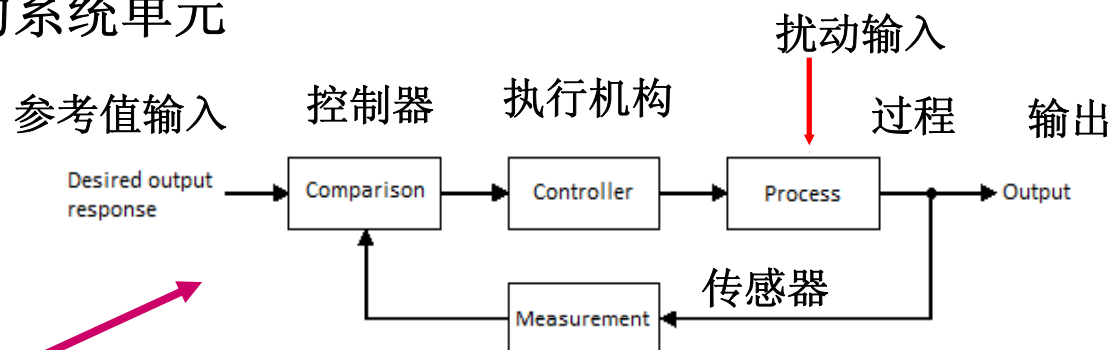 的系统单元
扰动输入
参考值输入
控制器
执行机构
过程
输出
Desired output
response
Comparison
Controller
Process
Output
传感器
Measurement